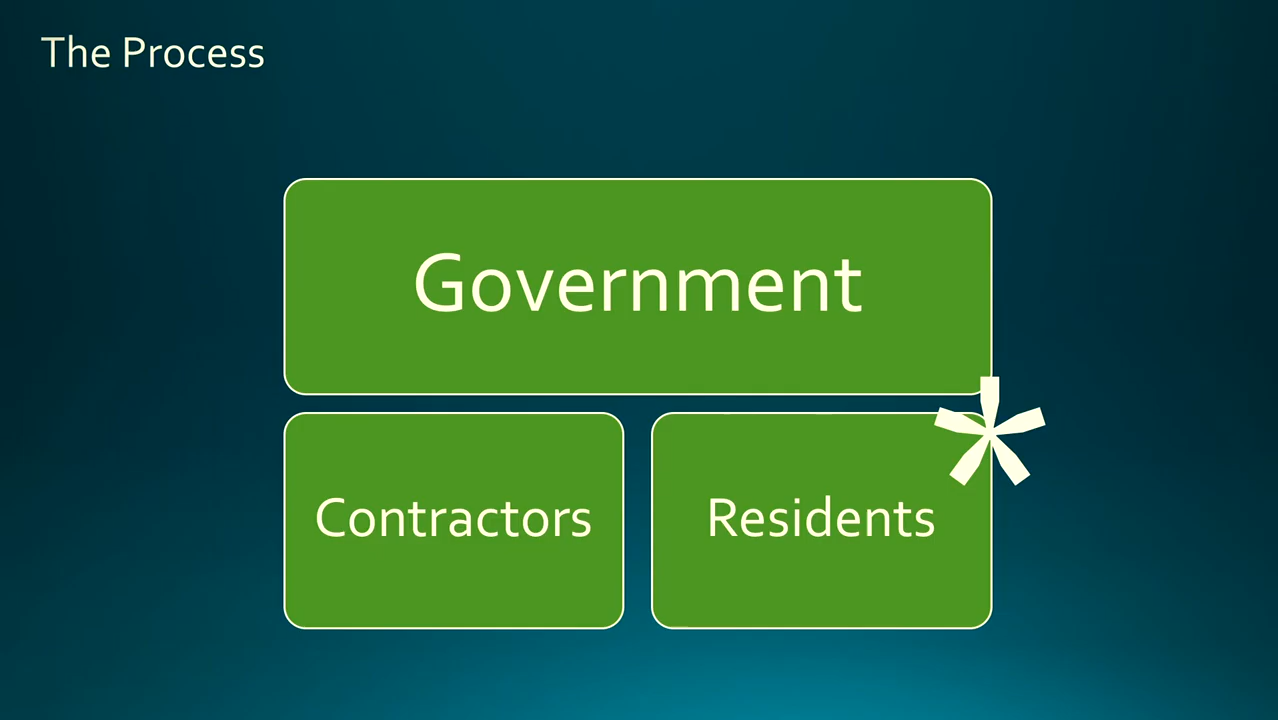 The Process
Government
*
Contractors
Residents